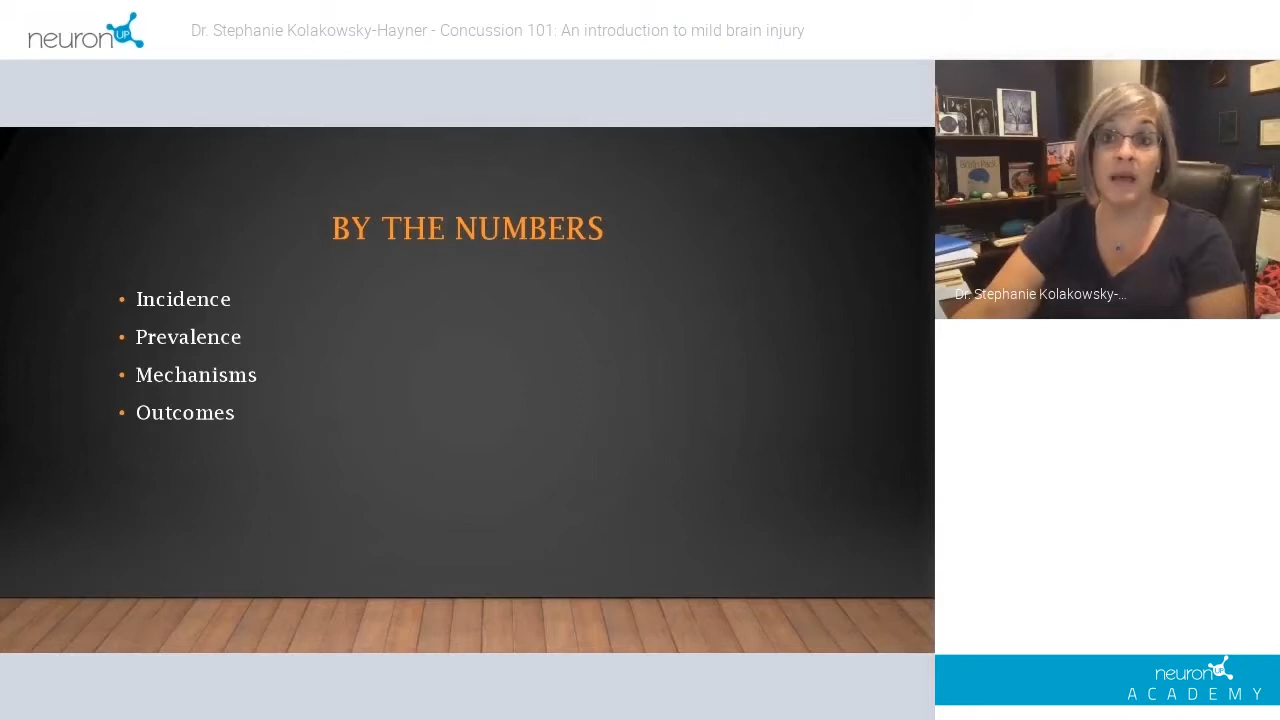 neuronUP
Dr. Stephanie Kolakowsky-Hayner - Concussion 101: An introduction to mild brain injury
BY THE NUMBERS
• Incidence
• Prevalence
• Mechanisms
• Outcomes
Dr. Stephanie Kolakowsky-...
neuronUP
ACADEMY